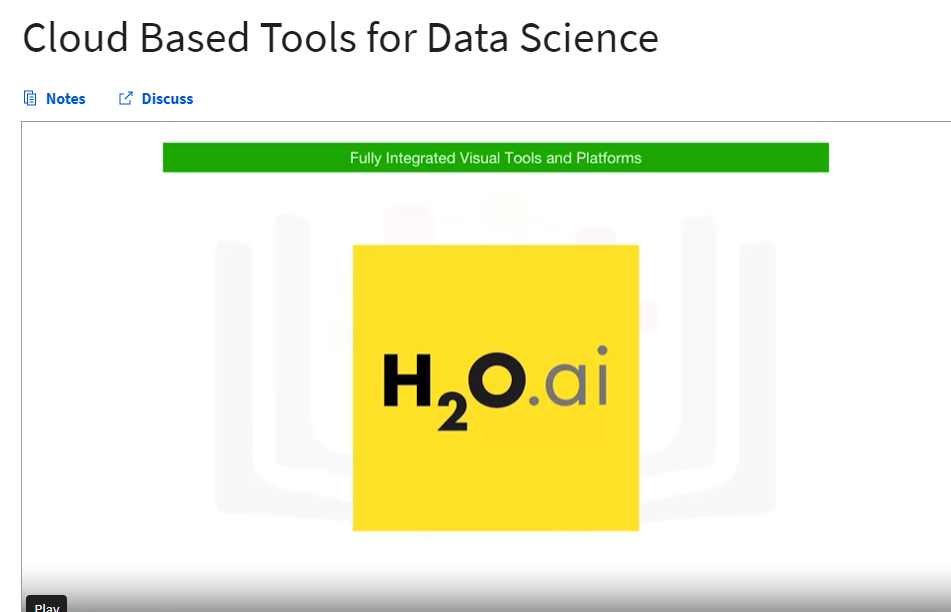 Cloud Based Tools for Data Science
Notes Discuss
Fully Integrated Visual Tools and Platforms
H2O.ai
Play